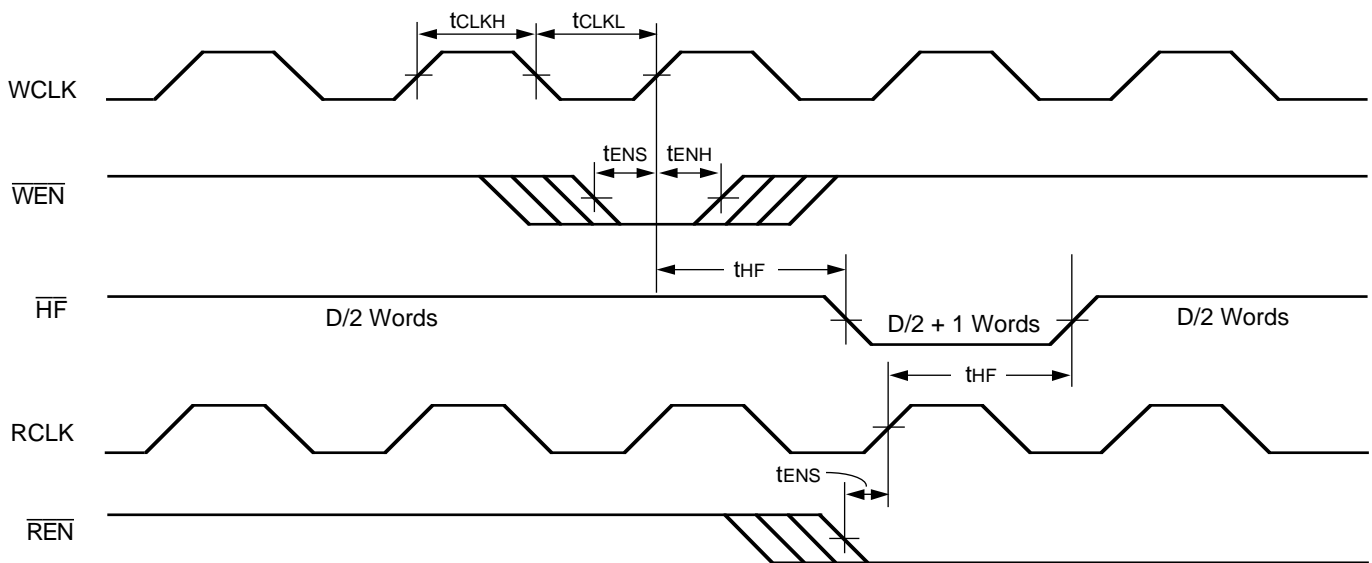 tCLKH
tCLKL
WCLK
tENS
tENH
WEN
tHF
HF
D/2 Words
D/2 + 1 Words
D/2 Words
tHF
RCLK
tENS
REN